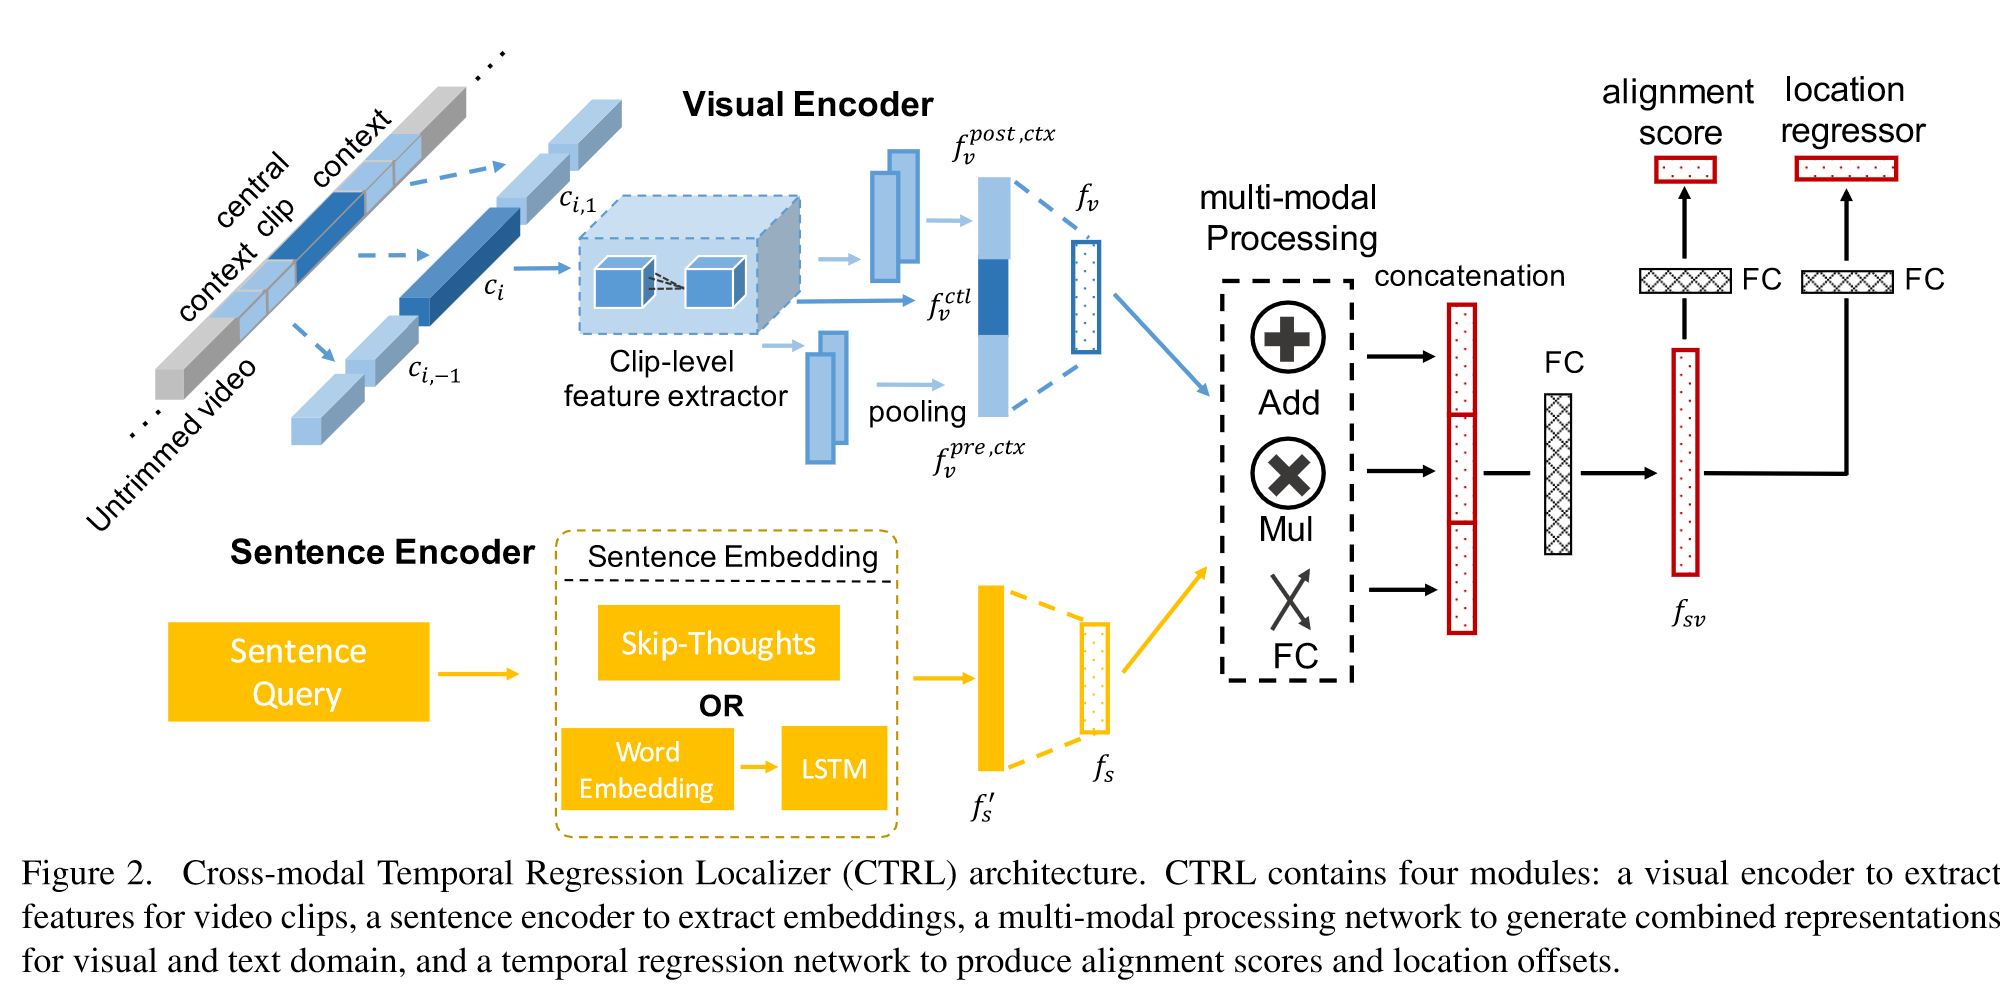 Visual Encoder
context
central
clip
context
Untrimmed video
c_{i,1}
c_i
c_{i,-1}
Clip-level
feature extractor
pooling
f_v^{post,ctx}
f_v^{ctl}
f_v^{pre,ctx}
f_v
Sentence Encoder
Sentence
Query
Sentence Embedding
Skip-Thoughts
OR
Word
Embedding
LSTM
f_s'
f_s
multi-modal
Processing
Add
Mul
FC
concatenation
FC
f_{sv}
alignment
score
FC
location
regressor
FC
Figure 2. Cross-modal Temporal Regression Localizer (CTRL) architecture. CTRL contains four modules: a visual encoder to extract
features for video clips, a sentence encoder to extract embeddings, a multi-modal processing network to generate combined representations
for visual and text domain, and a temporal regression network to produce alignment scores and location offsets.